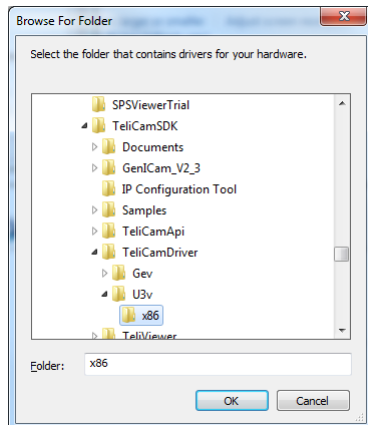 Browse For Folder
Select the folder that contains drivers for your hardware.
SPSViewerTrial
TeliCamSDK
Documents
GenICam_V2_3
IP Configuration Tool
Samples
TeliCamApi
TeliCamDriver
Gev
U3v
x86
TeliViewer
Folder: x86
OK Cancel